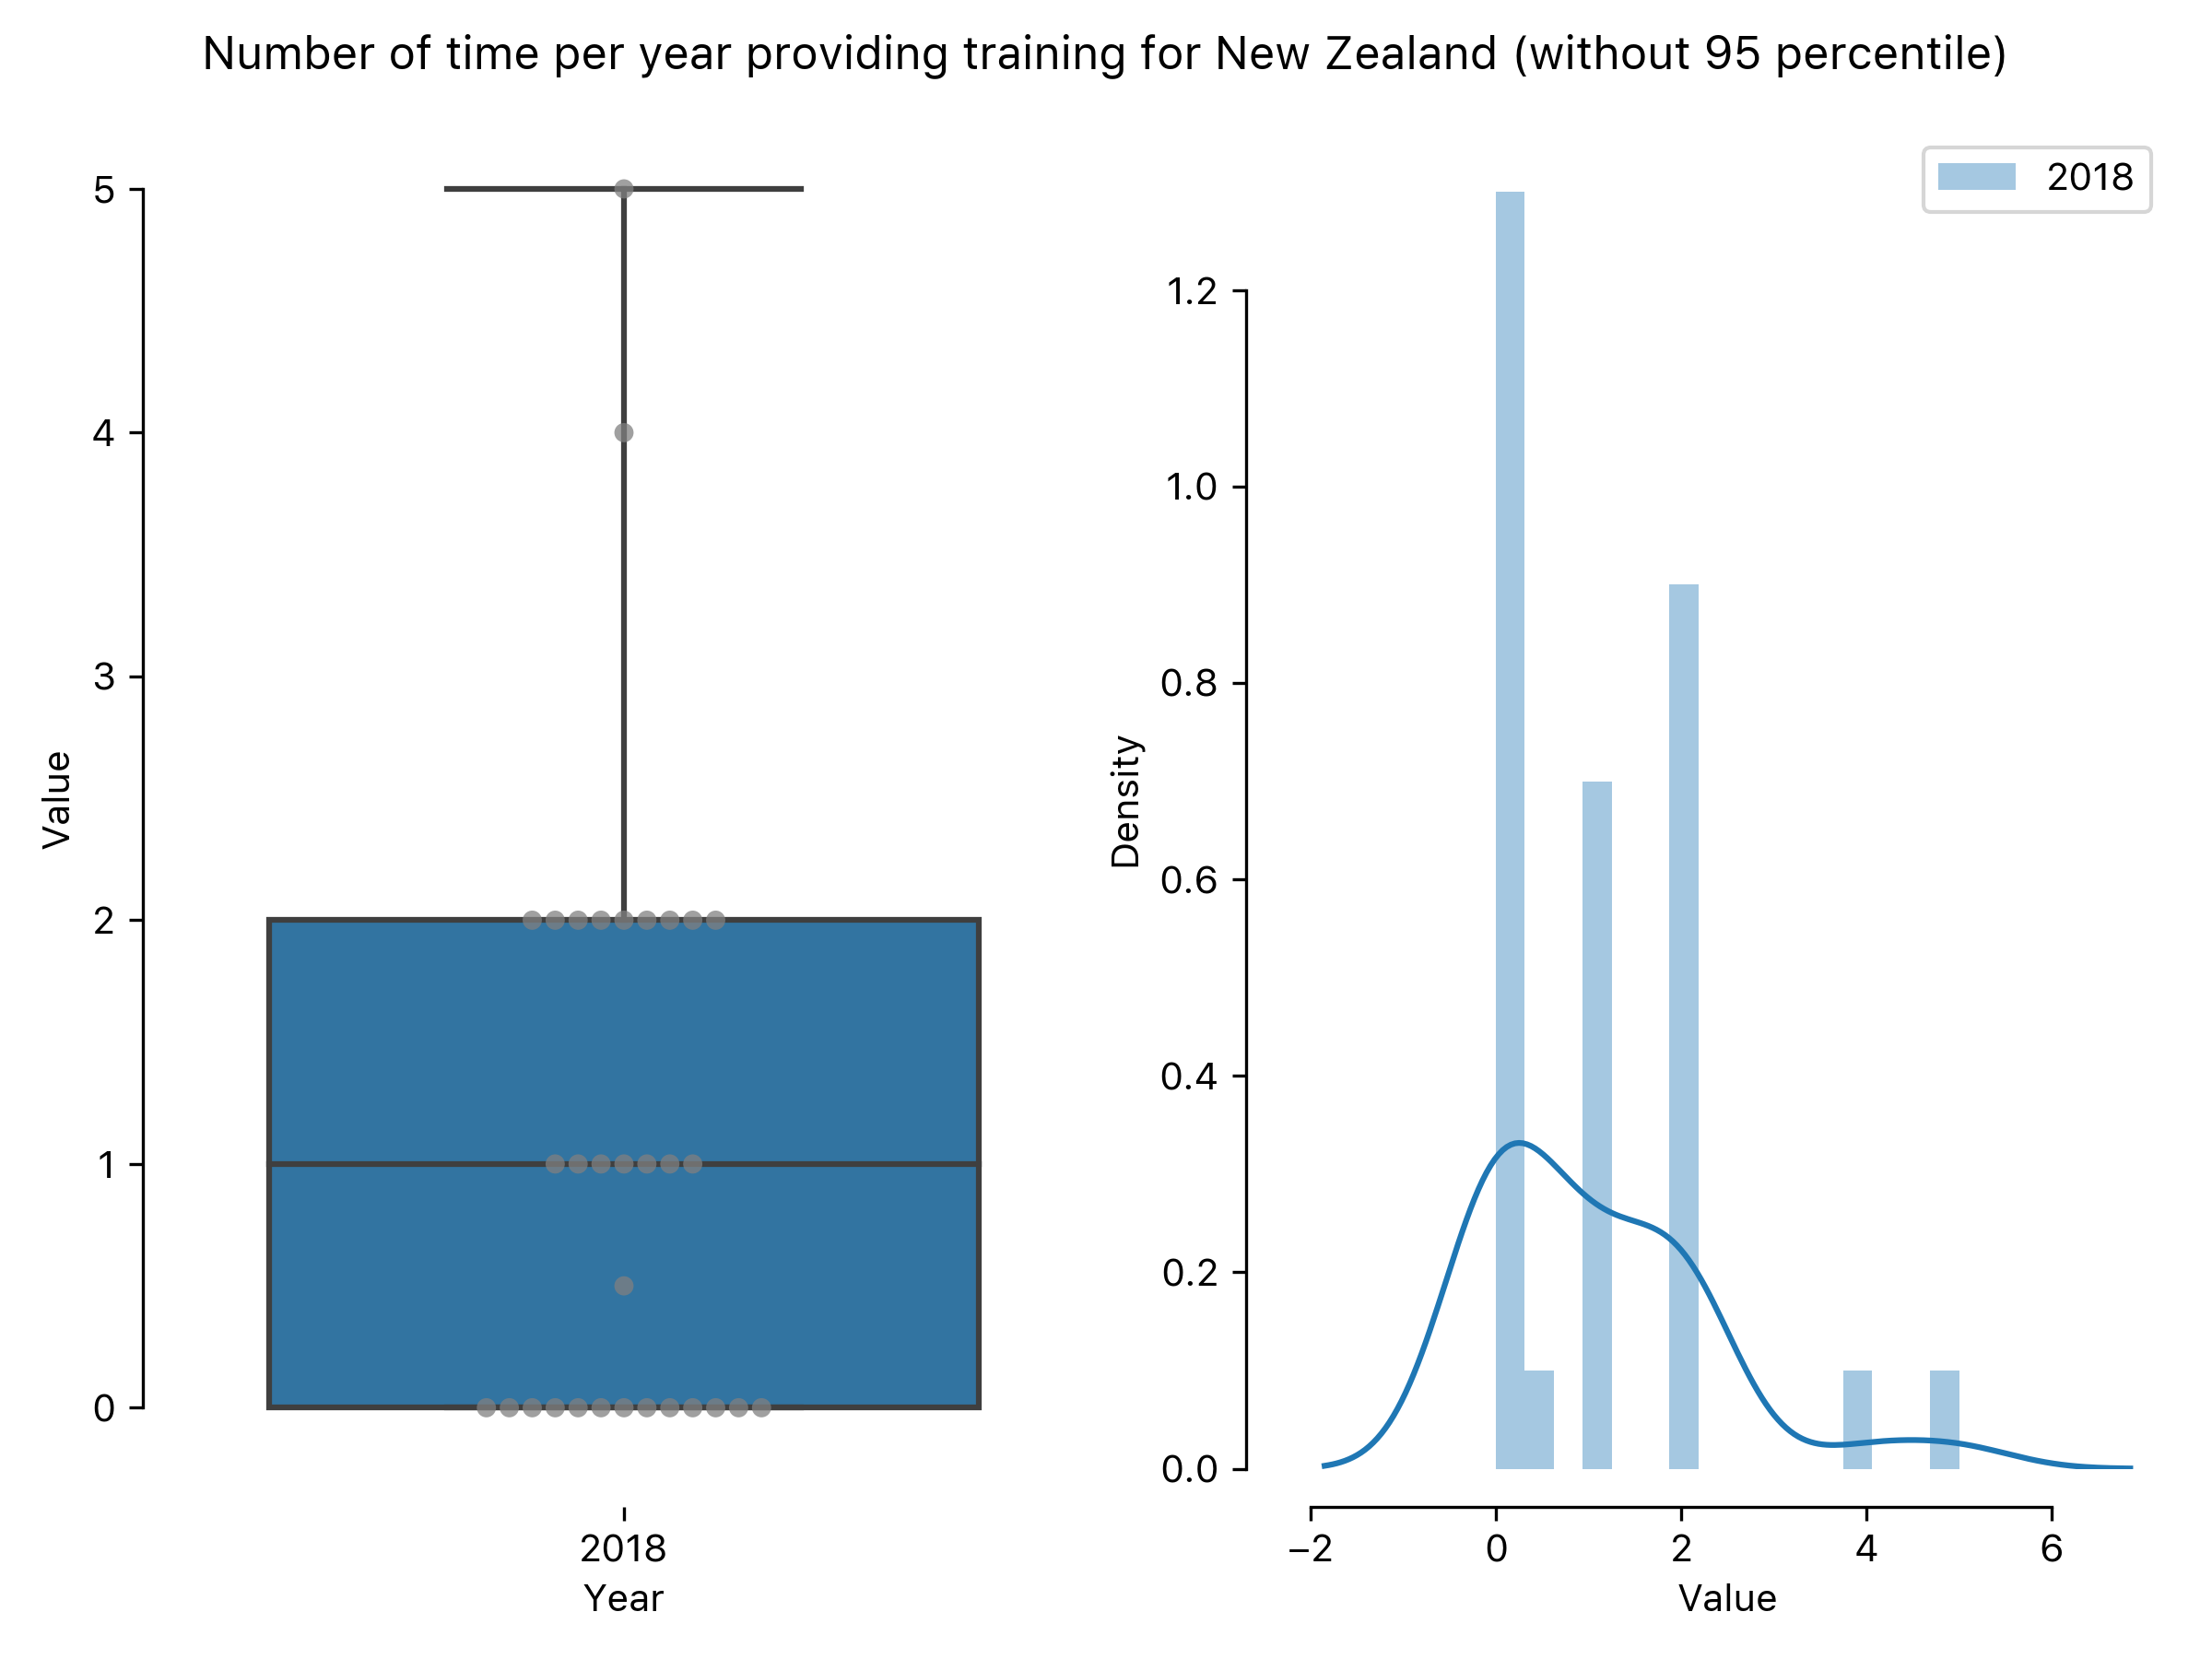 Number of time per year providing training for New Zealand (without 95 percentile)
5
4
3
2
1
0
Value
2018
Year
2018
1.2
1.0
0.8
0.6
0.4
0.2
0.0
Density
−2 0 2 4 6
Value